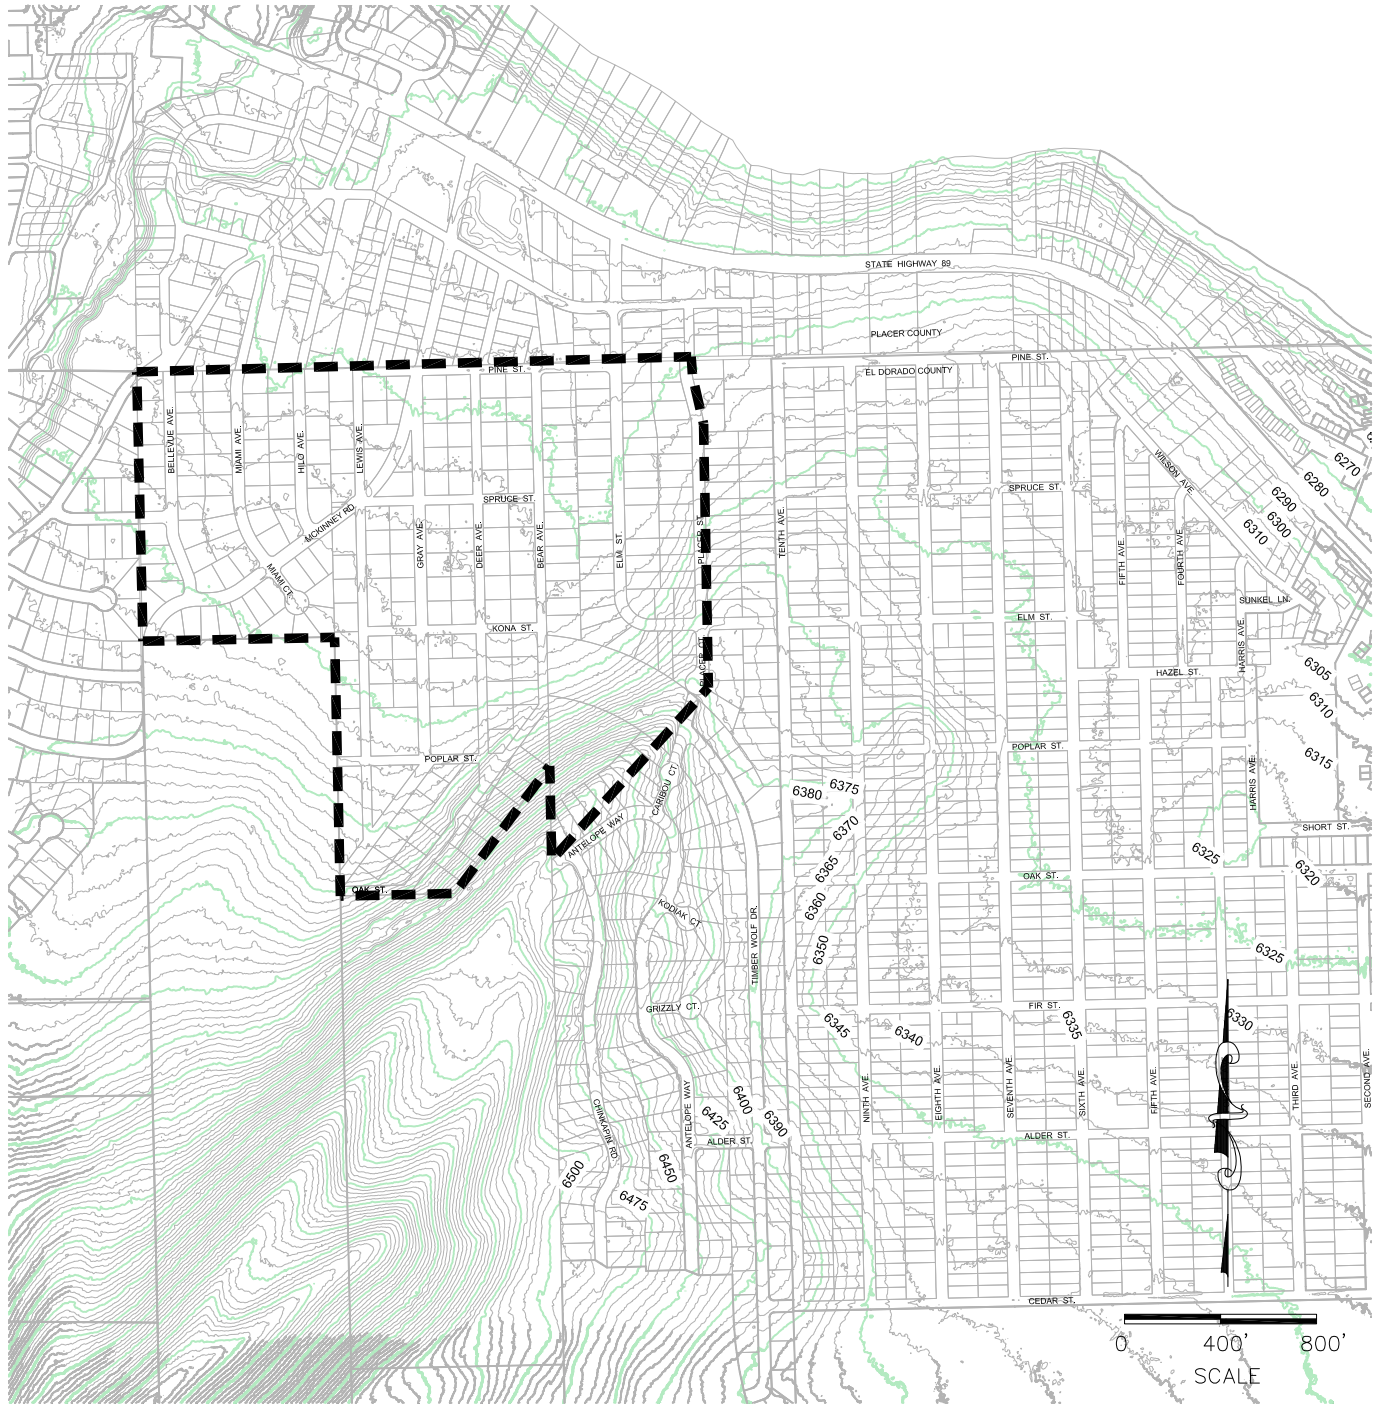 STATE HIGHWAY 89
PLACER COUNTY
PINE ST.
PINE ST.
EL DORADO COUNTY
BELLEVUE AVE.
MIAMI AVE.
HILO AVE.
LEWIS AVE.
WILSON AVE.
6270
6280
6290
6300
6310
SPRUCE ST.
SPRUCE ST.
MCKINNEY RD
GRAY AVE.
DEER AVE.
BEAR AVE.
ELM ST.
PLACER ST.
TENTH AVE.
FIFTH AVE.
FOURTH AVE.
MIAMI CT.
SUNKEL LN.
ELM ST.
KONA ST.
HARRIS AVE.
PLACER CT.
HAZEL ST.
6305
6310
6315
POPLAR ST.
POPLAR ST.
CARIBOU CT.
6380
6375
6370
HARRIS AVE.
SHORT ST.
ANTELOPE WAY
6325
6320
6365
OAK ST.
OAK ST.
6360
KODIAK CT
6350
TIMBER WOLF DR.
6325
GRIZZLY CT.
FIR ST.
6345
6340
6335
6330
NINTH AVE.
EIGHTH AVE.
SEVENTH AVE.
SIXTH AVE.
FIFTH AVE.
THIRD AVE.
SECOND AVE.
CHINKAPIN RD
ANTELOPE WAY
6425
6400
6390
ALDER ST.
ALDER ST.
6500
6450
6475
CEDAR ST.
0 400' 800'
SCALE